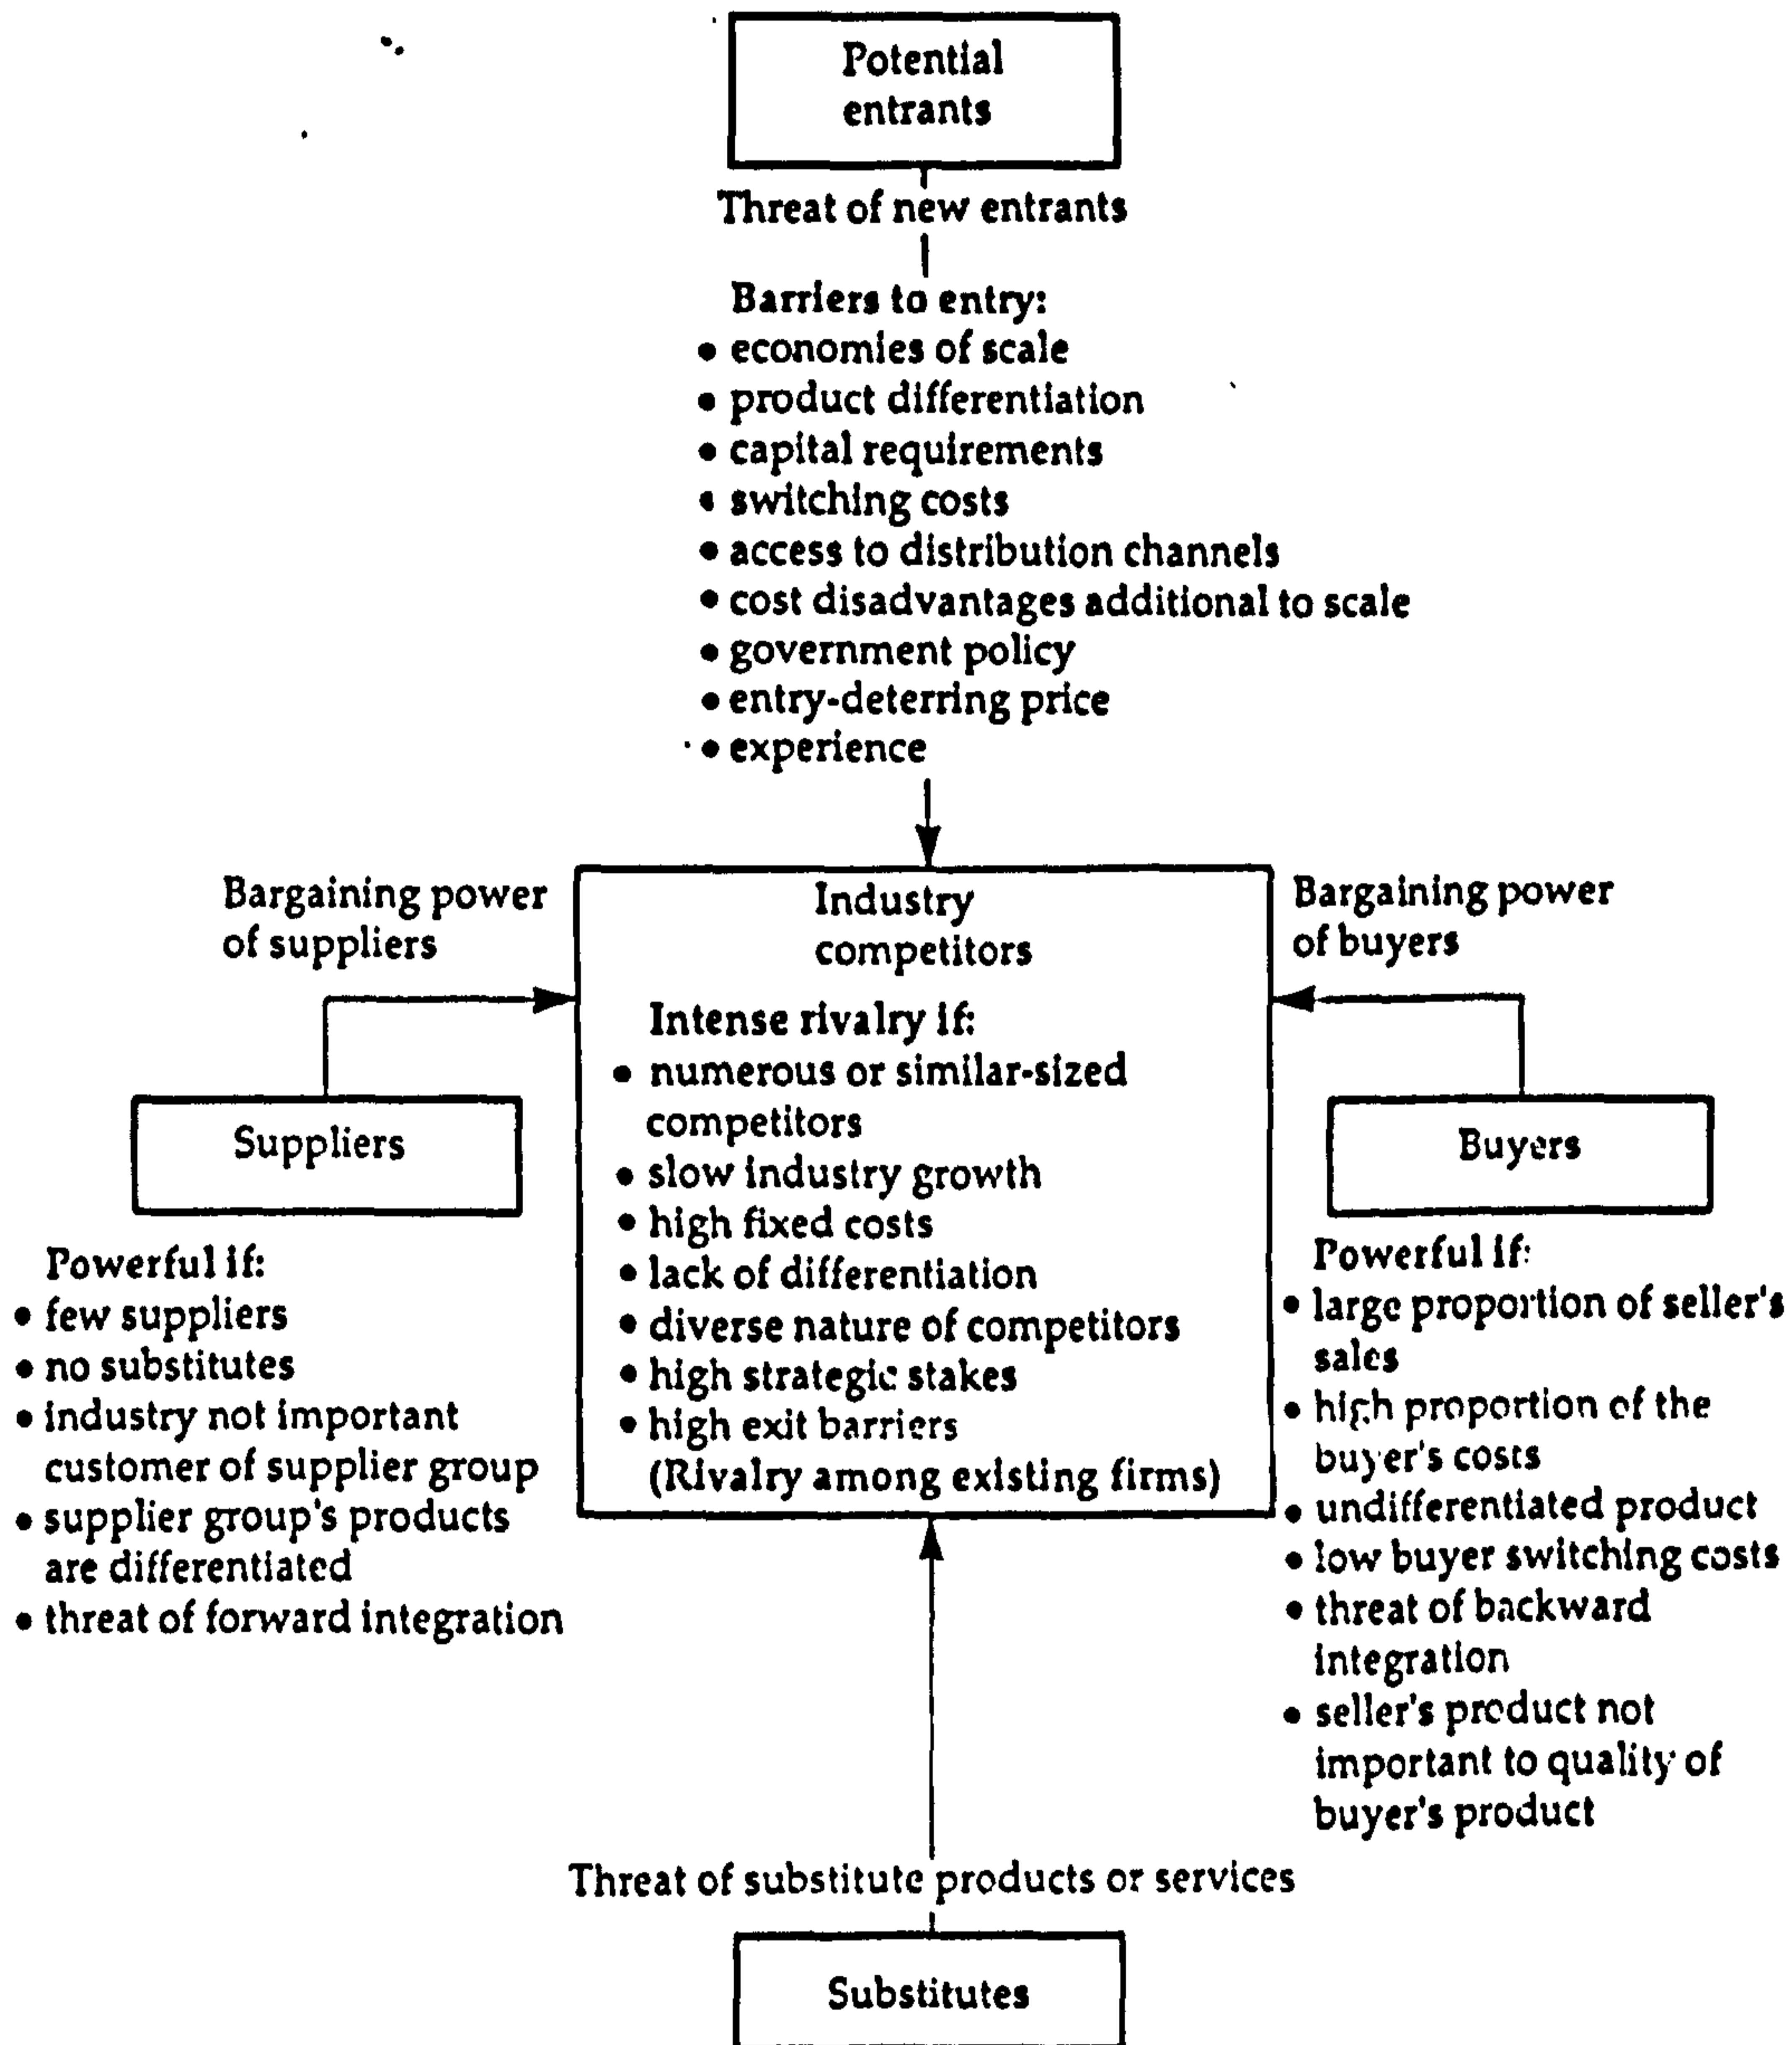 Potential
entrants
Threat of new entrants
Barriers to entry:
• economies of scale
• product differentiation
• capital requirements
• switching costs
• access to distribution channels
• cost disadvantages additional to scale
• government policy
• entry-deterring price
• experience
Bargaining power
of suppliers
Suppliers
Powerful if:
• few suppliers
• no substitutes
• industry not important
customer of supplier group
• supplier group's products
are differentiated
• threat of forward integration
Industry
competitors
Intense rivalry if:
• numerous or similar-sized
competitors
• slow industry growth
• high fixed costs
• lack of differentiation
• diverse nature of competitors
• high strategic stakes
• high exit barriers
(Rivalry among existing firms)
Bargaining power
of buyers
Buyers
Powerful if:
• large proportion of seller's
sales
• high proportion of the
buyer's costs
• undifferentiated product
• low buyer switching costs
• threat of backward
integration
• seller's product not
important to quality of
buyer's product
Threat of substitute products or services
Substitutes